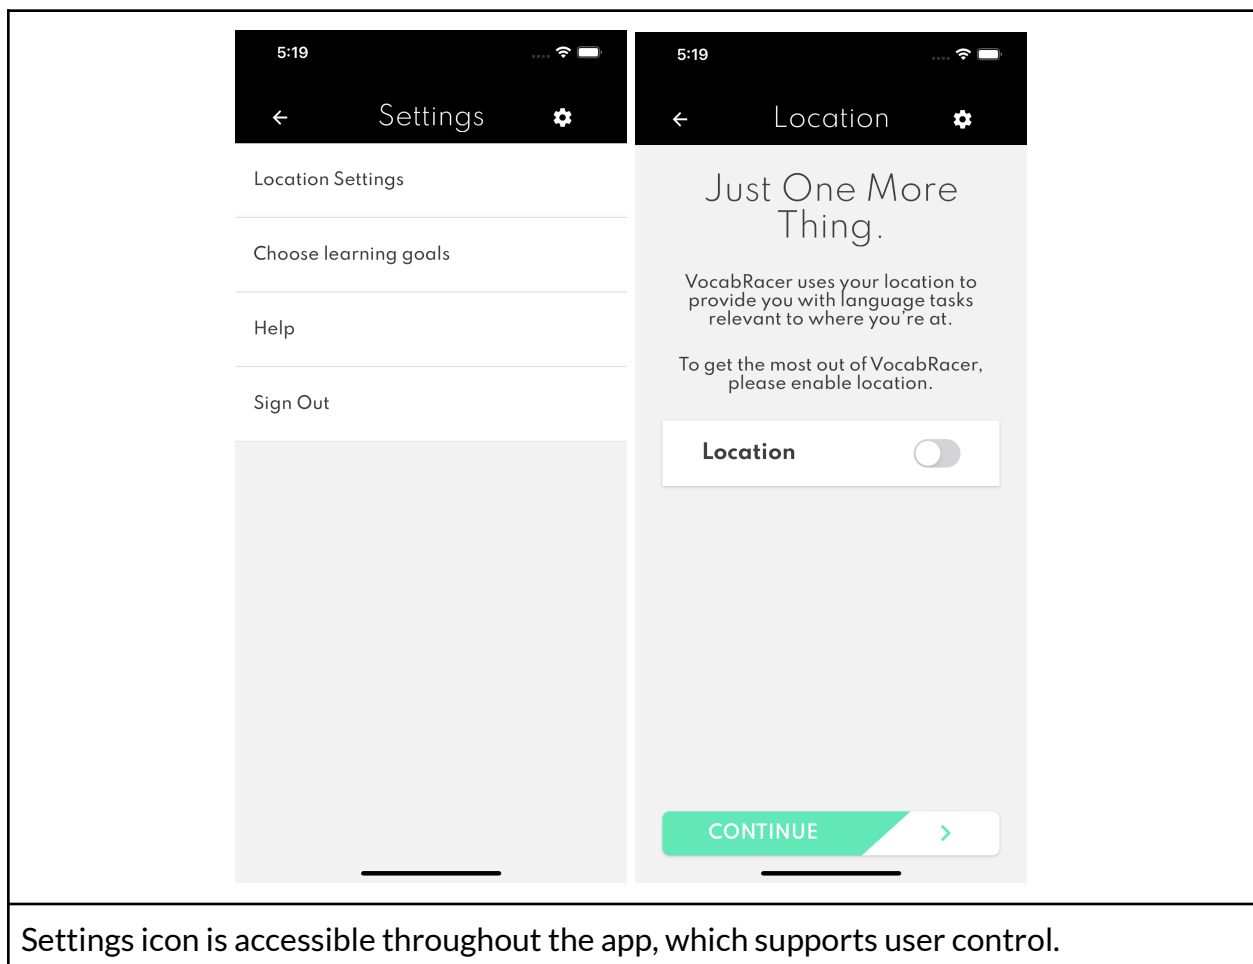 5:19
Settings
Location Settings
Choose learning goals
Help
Sign Out
5:19
Location
Just One More
Thing.
VocabRacer uses your location to
provide you with language tasks
relevant to where you're at.
To get the most out of VocabRacer,
please enable location.
Location
CONTINUE
Settings icon is accessible throughout the app, which supports user control.